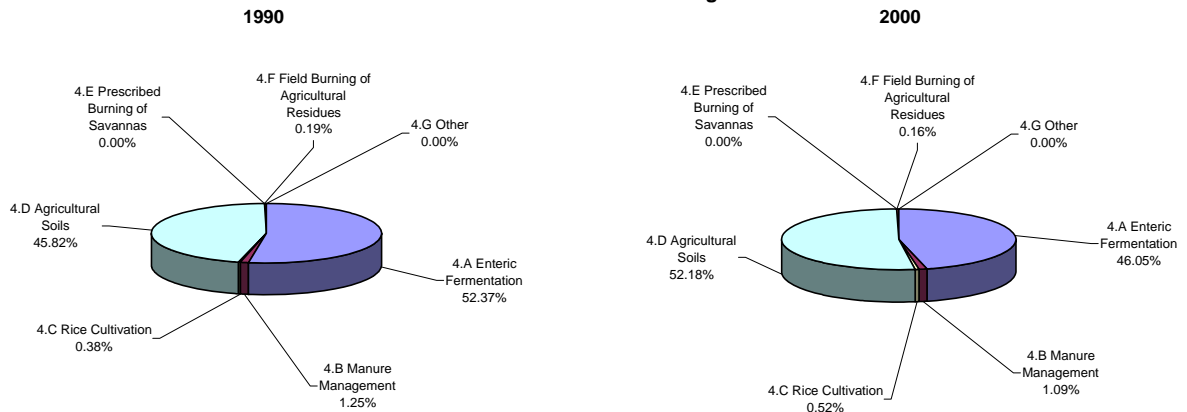 1990
4.E Prescribed
Burning of
Savannas
0.00%
4.F Field Burning of
Agricultural
Residues
0.19%
4.G Other
0.00%
4.D Agricultural
Soils
45.82%
4.A Enteric
Fermentation
52.37%
4.C Rice Cultivation
0.38%
4.B Manure
Management
1.25%
2000
4.E Prescribed
Burning of
Savannas
0.00%
4.F Field Burning of
Agricultural
Residues
0.16%
4.G Other
0.00%
4.D Agricultural
Soils
52.18%
4.A Enteric
Fermentation
46.05%
4.C Rice Cultivation
0.52%
4.B Manure
Management
1.09%